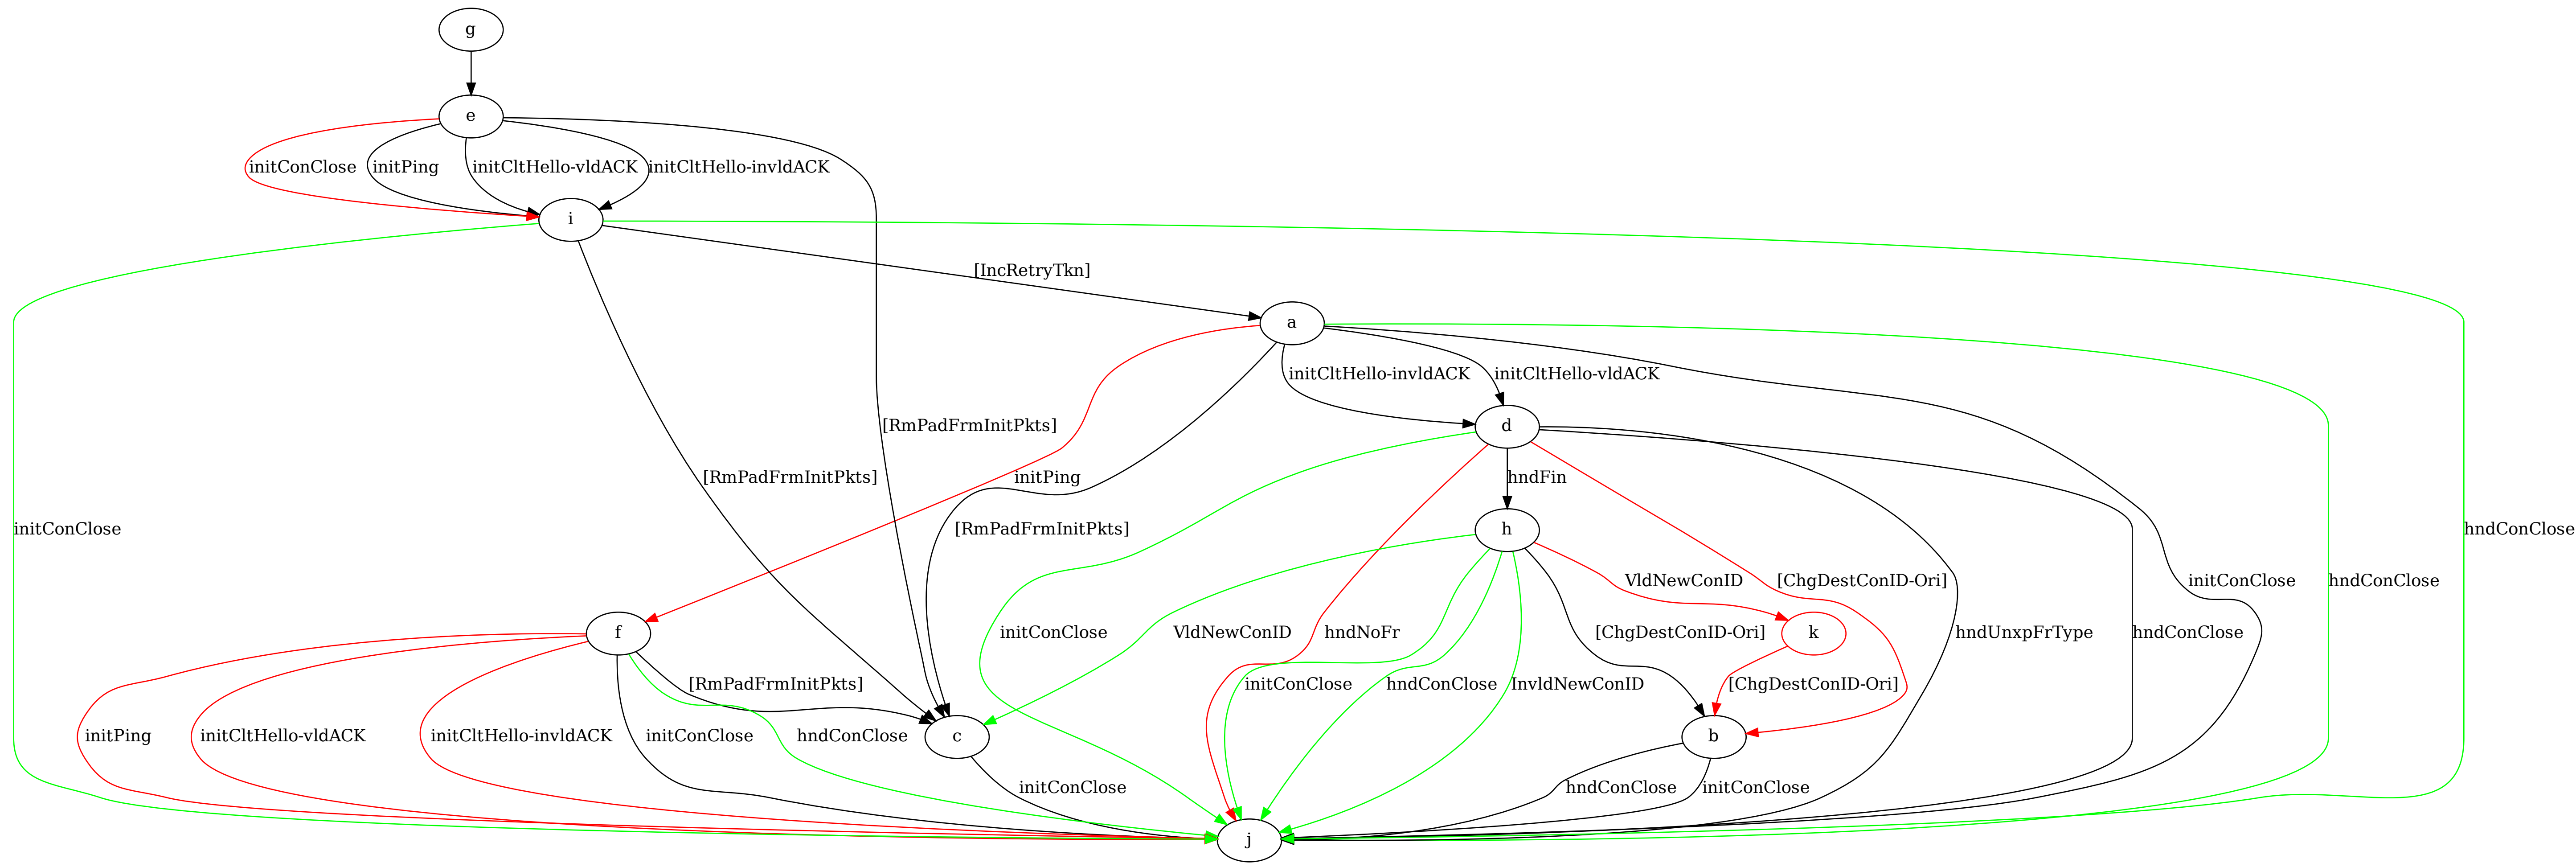 g
e
initConClose
initPing
initCltHello-vldACK
initCltHello-invldACK
i
[IncRetryTkn]
a
initCltHello-invldACK
initCltHello-vldACK
[RmPadFrmInitPkts]
d
[RmPadFrmInitPkts]
initPing
hndFin
initConClose
[RmPadFrmInitPkts]
h
hndConClose
VldNewConID
[ChgDestConID-Ori]
initConClose
hndConClose
f
initConClose
VldNewConID
hndNoFr
[ChgDestConID-Ori]
k
hndUnxpFrType
hndConClose
[RmPadFrmInitPkts]
initConClose
hndConClose
InvldNewConID
[ChgDestConID-Ori]
initPing
initCltHello-vldACK
initCltHello-invldACK
initConClose
hndConClose
c
b
initConClose
hndConClose
initConClose
j